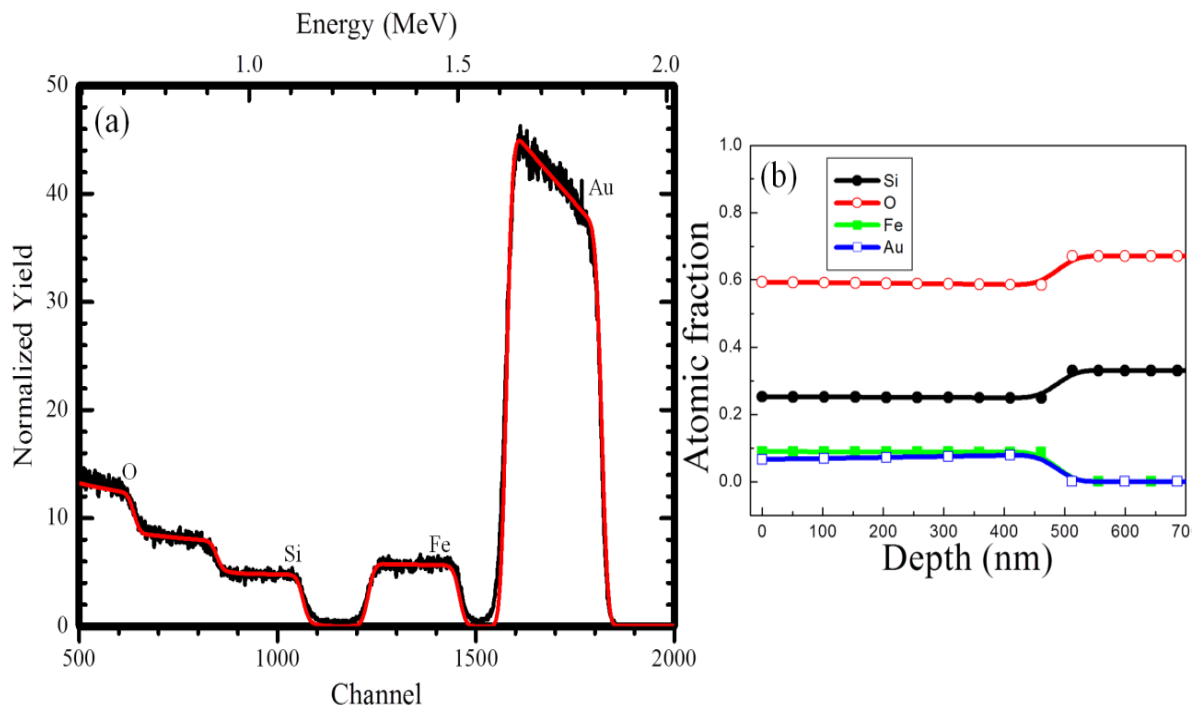 Energy (MeV)
1.0 1.5 2.0
50
40
30
20
10
0
Normalized Yield
(a)
O
Si
Fe
Au
500 1000 1500 2000
Channel
1.0
0.8
0.6
0.4
0.2
0.0
Atomic fraction
(b)
Si
O
Fe
Au
0 100 200 300 400 500 600 70
Depth (nm)